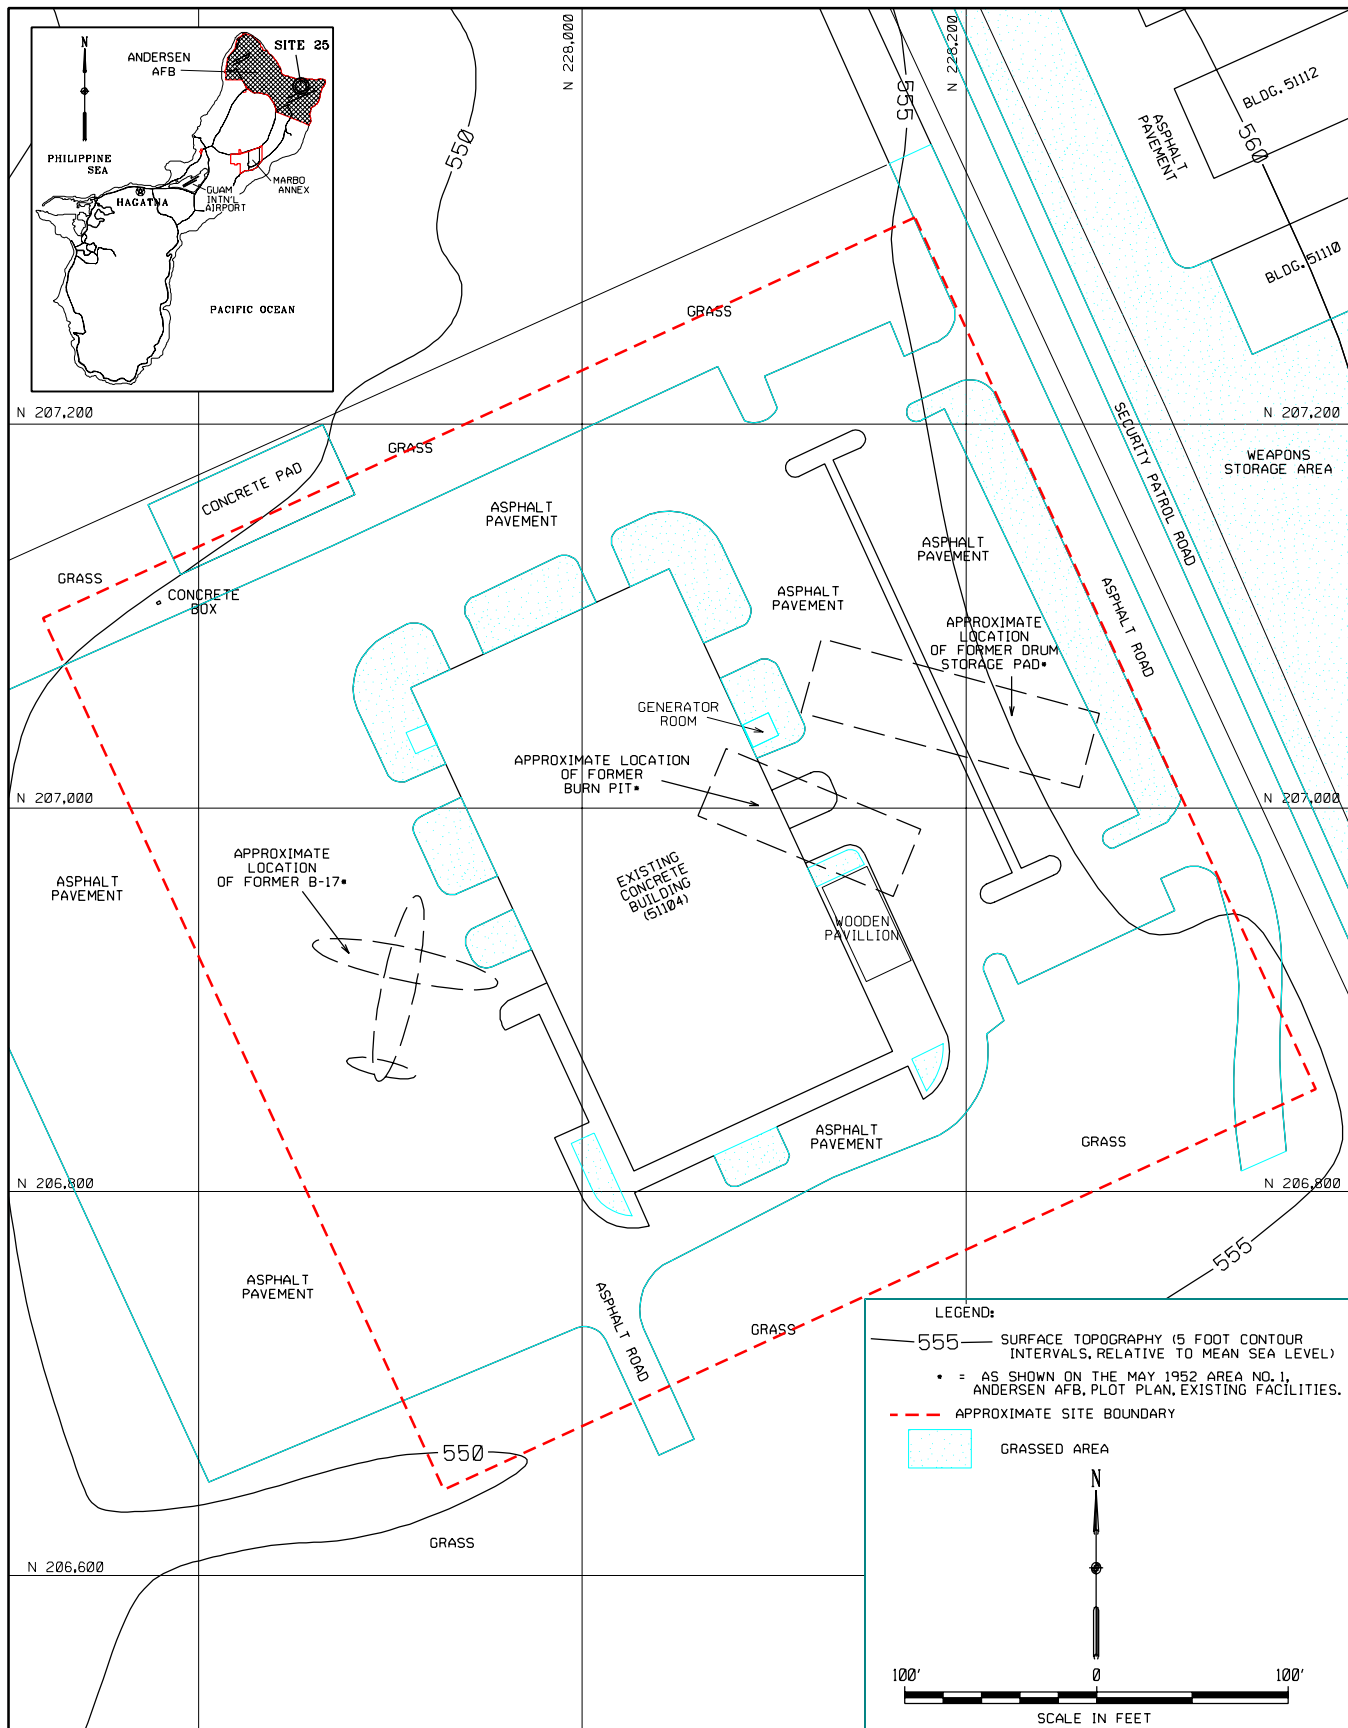 N
ANDERSEN
AFB
SITE 25
PHILIPPINE
SEA
HAGATNA
GUAM
INTN'L
AIRPORT
MARBO
ANNEX
PACIFIC OCEAN
550
N 228,000
555
N 228,200
560
BLDG. 51112
ASPHALT
PAVEMENT
BLDG. 51110
GRASS
N 207,200
N 207,200
GRASS
CONCRETE PAD
ASPHALT
PAVEMENT
SECURITY PATROL ROAD
WEAPONS
STORAGE AREA
ASPHALT
PAVEMENT
GRASS
CONCRETE
BOX
ASPHALT
PAVEMENT
ASPHALT ROAD
APPROXIMATE
LOCATION
OF FORMER DRUM
STORAGE PAD*
GENERATOR
ROOM
APPROXIMATE LOCATION
OF FORMER
BURN PIT*
N 207,000
N 207,000
APPROXIMATE
LOCATION
OF FORMER B-17*
ASPHALT
PAVEMENT
EXISTING
CONCRETE
BUILDING
(51104)
WOODEN
PAVILLION
ASPHALT
PAVEMENT
GRASS
N 206,800
N 206,800
555
ASPHALT
PAVEMENT
ASPHALT ROAD
GRASS
550
GRASS
N 206,600
LEGEND:
555 SURFACE TOPOGRAPHY (5 FOOT CONTOUR
INTERVALS, RELATIVE TO MEAN SEA LEVEL)
* = AS SHOWN ON THE MAY 1952 AREA NO. 1,
ANDERSEN AFB, PLOT PLAN, EXISTING FACILITIES.
APPROXIMATE SITE BOUNDARY
GRASSED AREA
N
100' 0 100'
SCALE IN FEET